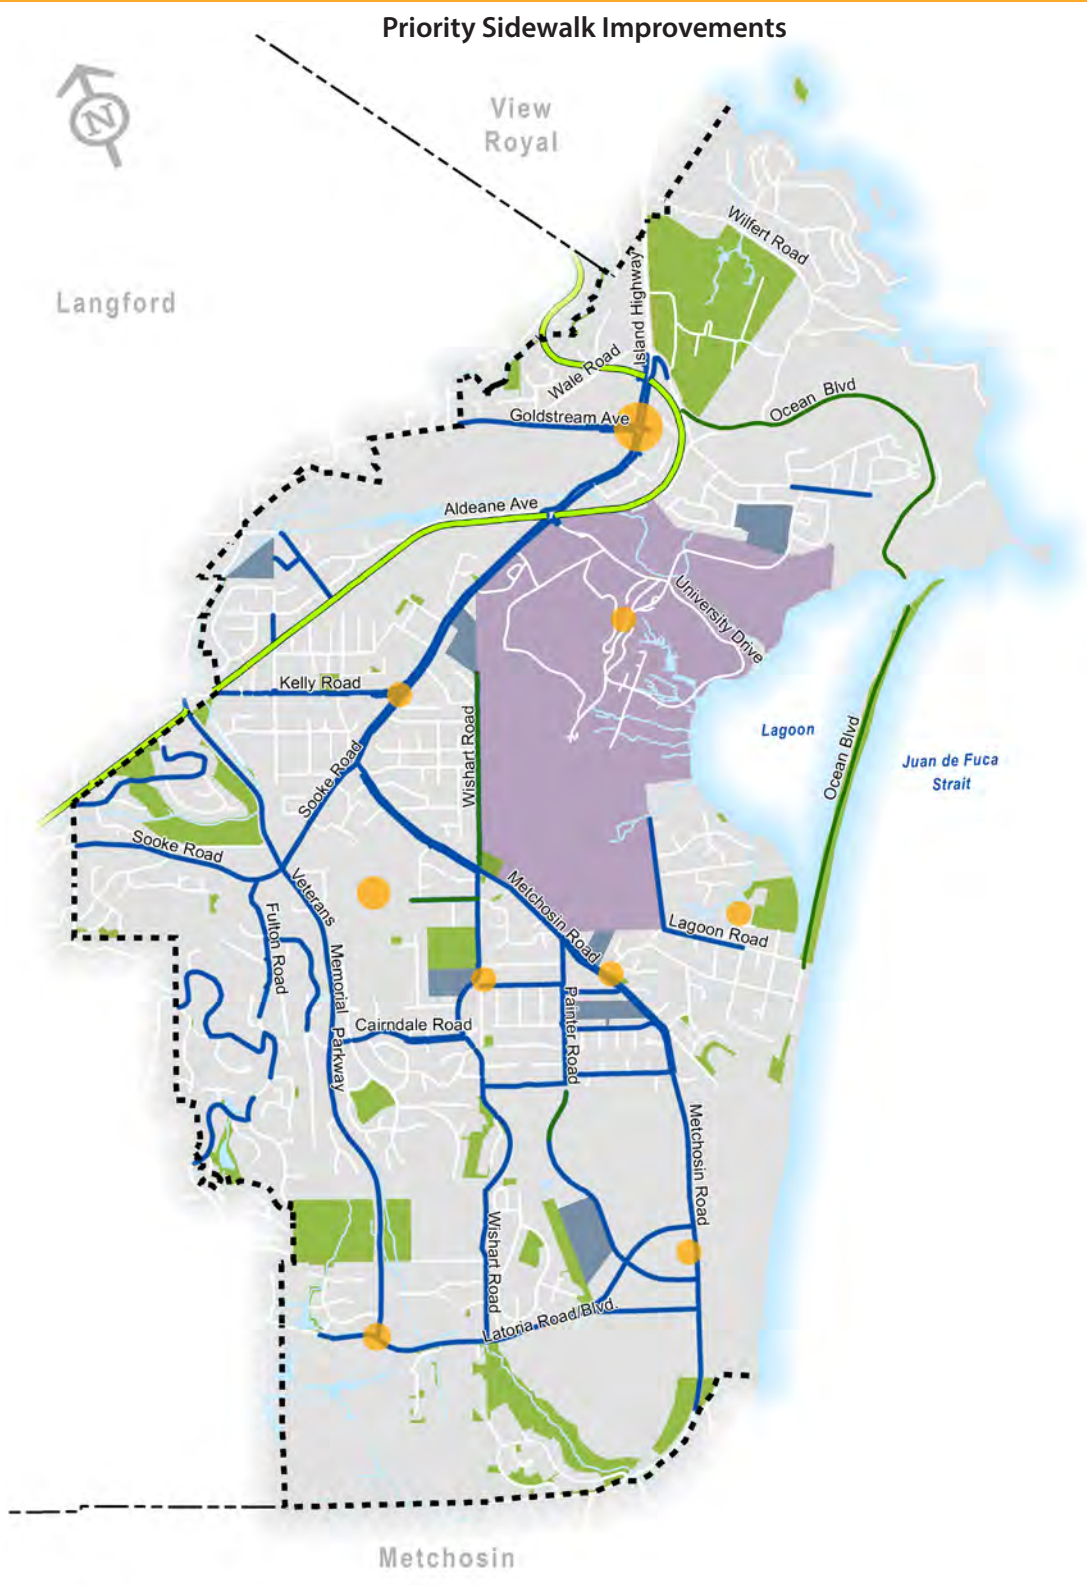 Priority Sidewalk Improvements
N
View
Royal
Wilfert Road
Langford
Island Highway
Wale Road
Ocean Blvd
Goldstream Ave
Aldeane Ave
University Drive
Kelly Road
Wishart Road
Lagoon
Ocean Blvd
Juan de Fuca
Strait
Sooke Road
Sooke Road
Veterans
Memorial
Parkway
Metchosin Road
Fulton Road
Lagoon Road
Painter Road
Cairndale Road
Metchosin Road
Wishart Road
Latoria Road/Blvd.
Metchosin